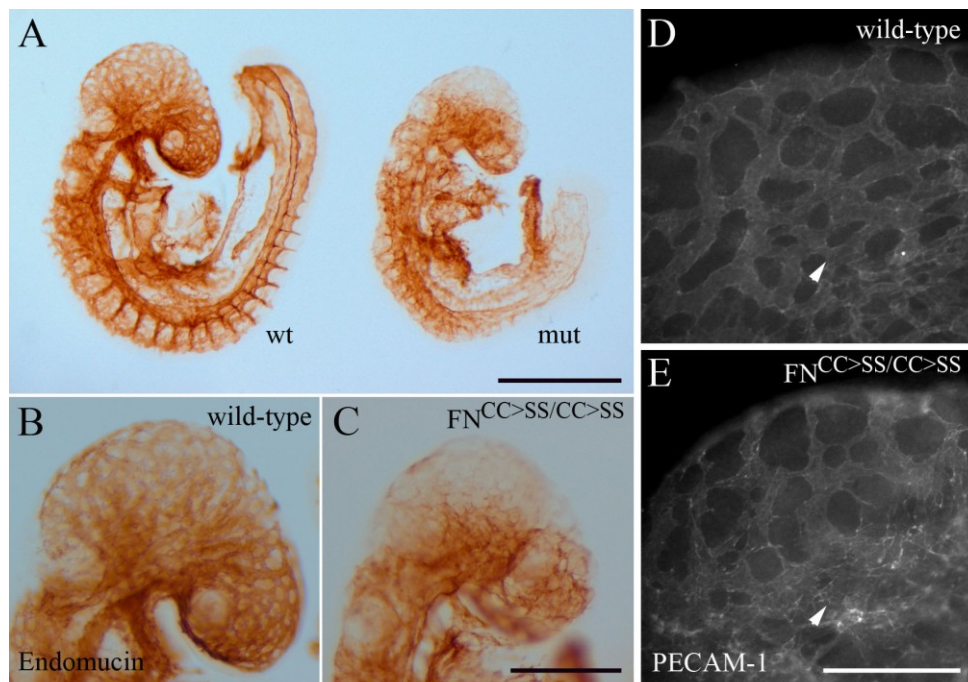 A
wt
mut
B
wild-type
Endomucin
C
FNCC>SS/CC>SS
D
wild-type
E
FNCC>SS/CC>SS
PECAM-1